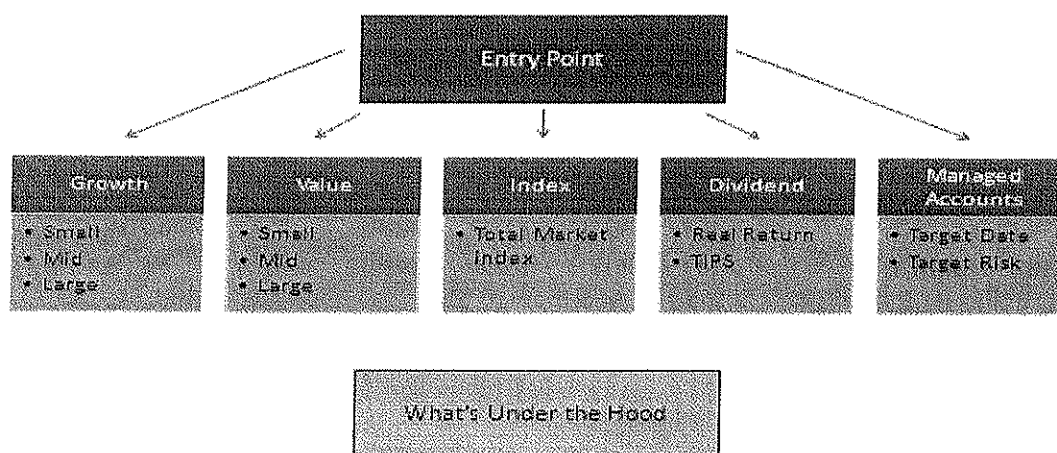 Entry Point
Growth
• Small
• Mid
• Large
Value
• Small
• Mid
• Large
Index
• Total Market
index
Dividend
• Real Return
• TIPS
Managed
Accounts
• Target Date
• Target Risk
What's Under the Hood